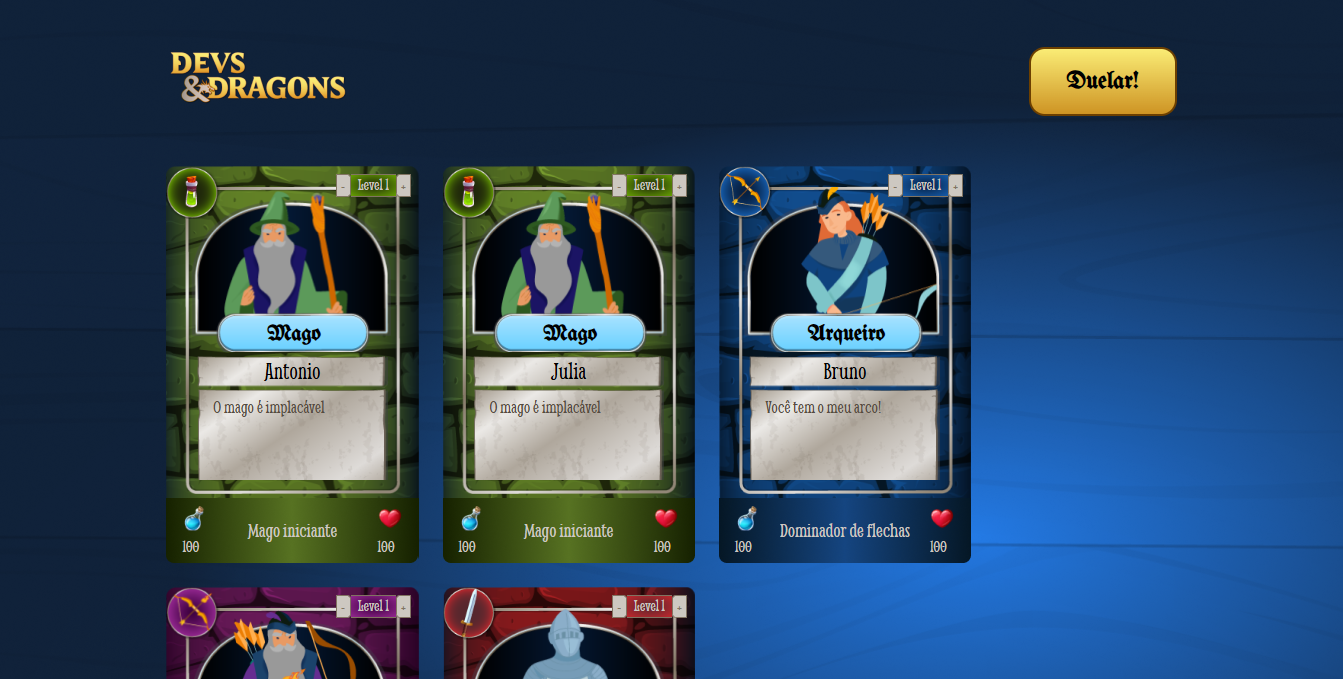 DEVS
&DRAGONS
Duelar!
- Level 1 +
Mago
Antonio
O mago é implacável
Mago iniciante
100
100
- Level 1 +
Mago
Julia
O mago é implacável
Mago iniciante
100
100
- Level 1 +
Arqueiro
Bruno
Você tem o meu arco!
Dominador de flechas
100
100
- Level 1 +
- Level 1 +